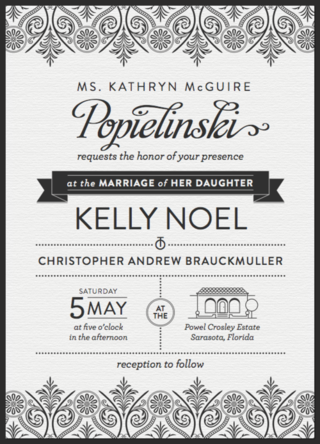 MS. KATHRYN McGUIRE
Popielinski
requests the honor of your presence
at the MARRIAGE of HER DAUGHTER
KELLY NOEL
TO
CHRISTOPHER ANDREW BRAUCKMULLER
SATURDAY
5 MAY
at five o'clock
in the afternoon
AT
THE
Powel Crosley Estate
Sarasota, Florida
reception to follow